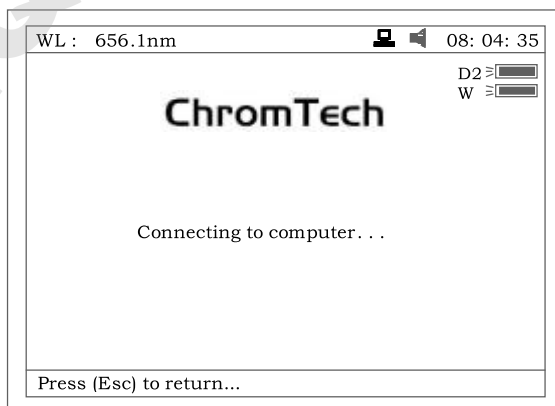 WL : 656.1nm 08: 04: 35
D2
W
ChromTech
Connecting to computer. . .
Press (Esc) to return...